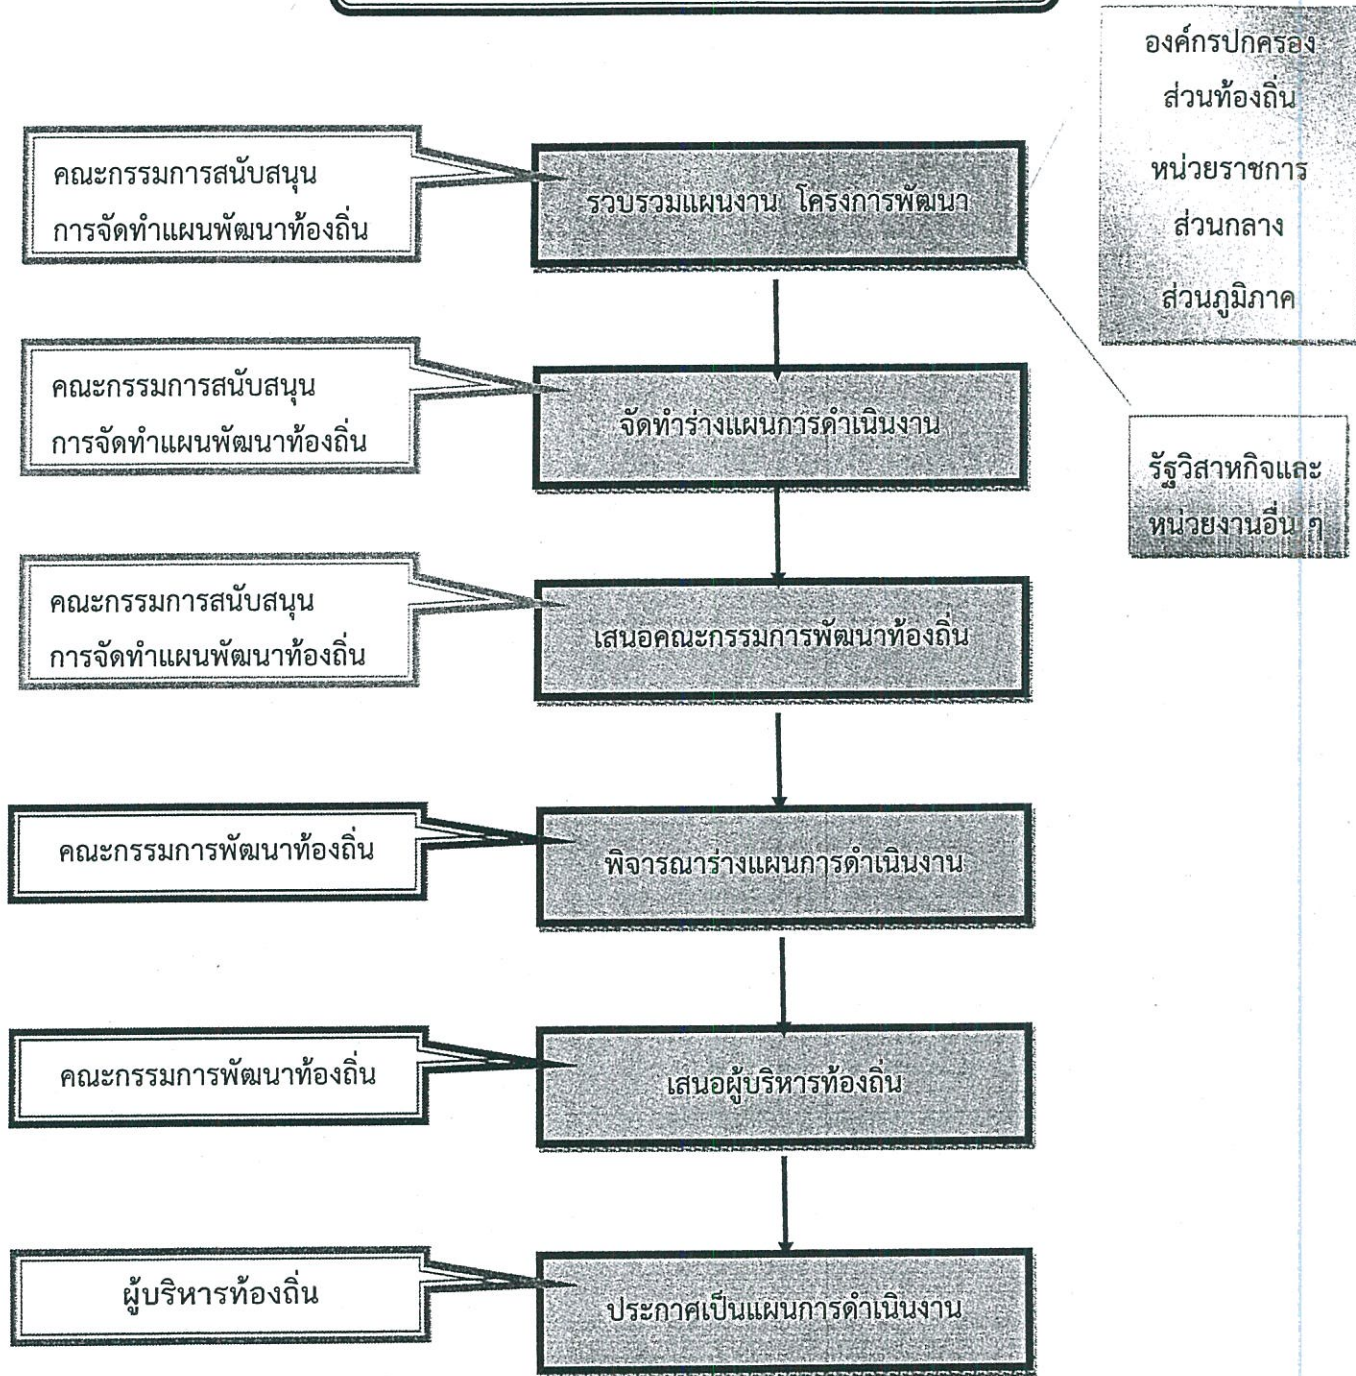 องค์กรปกครอง
ส่วนท้องถิ่น
หน่วยราชการ
ส่วนกลาง
ส่วนภูมิภาค
คณะกรรมการสนับสนุน
การจัดทำแผนพัฒนาท้องถิ่น
รวบรวมแผนงาน โครงการพัฒนา
คณะกรรมการสนับสนุน
การจัดทำแผนพัฒนาท้องถิ่น
จัดทำร่างแผนการดำเนินงาน
รัฐวิสาหกิจและ
หน่วยงานอื่น ๆ
คณะกรรมการสนับสนุน
การจัดทำแผนพัฒนาท้องถิ่น
เสนอคณะกรรมการพัฒนาท้องถิ่น
คณะกรรมการพัฒนาท้องถิ่น
พิจารณาร่างแผนการดำเนินงาน
คณะกรรมการพัฒนาท้องถิ่น
เสนอผู้บริหารท้องถิ่น
ผู้บริหารท้องถิ่น
ประกาศเป็นแผนการดำเนินงาน